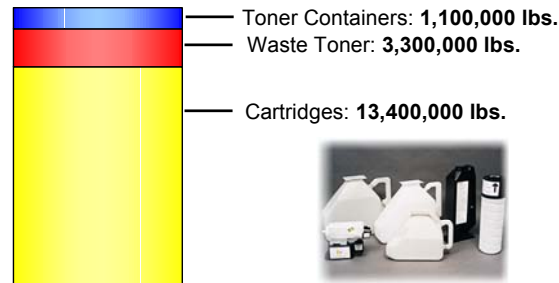 Toner Containers: 1,100,000 lbs.
Waste Toner: 3,300,000 lbs.
Cartridges: 13,400,000 lbs.